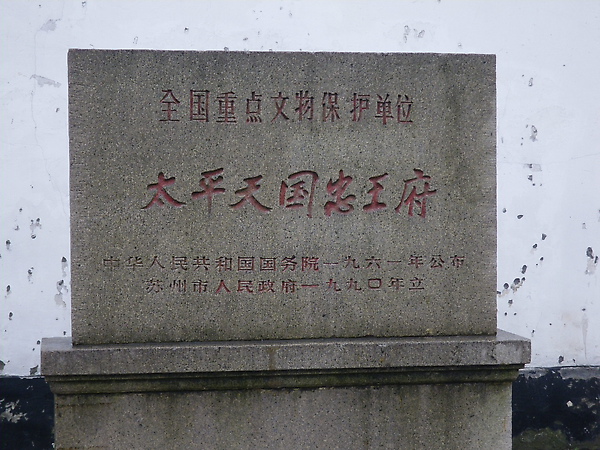 全国重点文物保护单位
太平天国忠王府
中华人民共和国国务院一九六一年公布
苏州市人民政府一九九〇年立